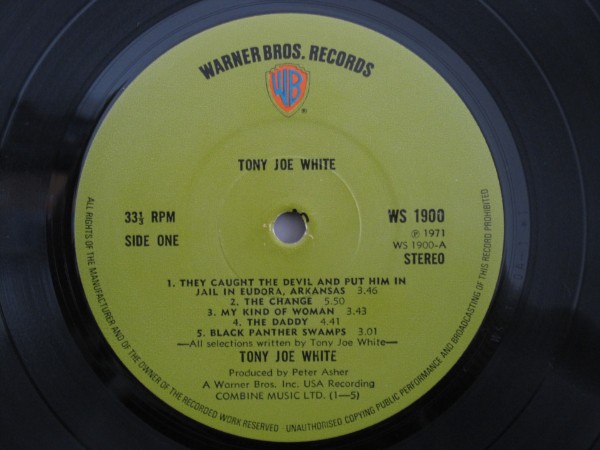 WARNER BROS. RECORDS
WB
®
TONY JOE WHITE
33⅓ RPM
SIDE ONE
WS 1900
℗ 1971
WS 1900-A
STEREO
1. THEY CAUGHT THE DEVIL AND PUT HIM IN
JAIL IN EUDORA, ARKANSAS 3.46
2. THE CHANGE 5.50
3. MY KIND OF WOMAN 3.43
4. THE DADDY 4.41
5. BLACK PANTHER SWAMPS 3.01
—All selections written by Tony Joe White—
TONY JOE WHITE
Produced by Peter Asher
A Warner Bros. Inc. USA Recording
COMBINE MUSIC LTD. (1—5)
ALL RIGHTS OF THE MANUFACTURER AND OF THE OWNER OF THE RECORDED WORK RESERVED - UNAUTHORISED COPYING PUBLIC PERFORMANCE AND BROADCASTING OF THIS RECORD PROHIBITED